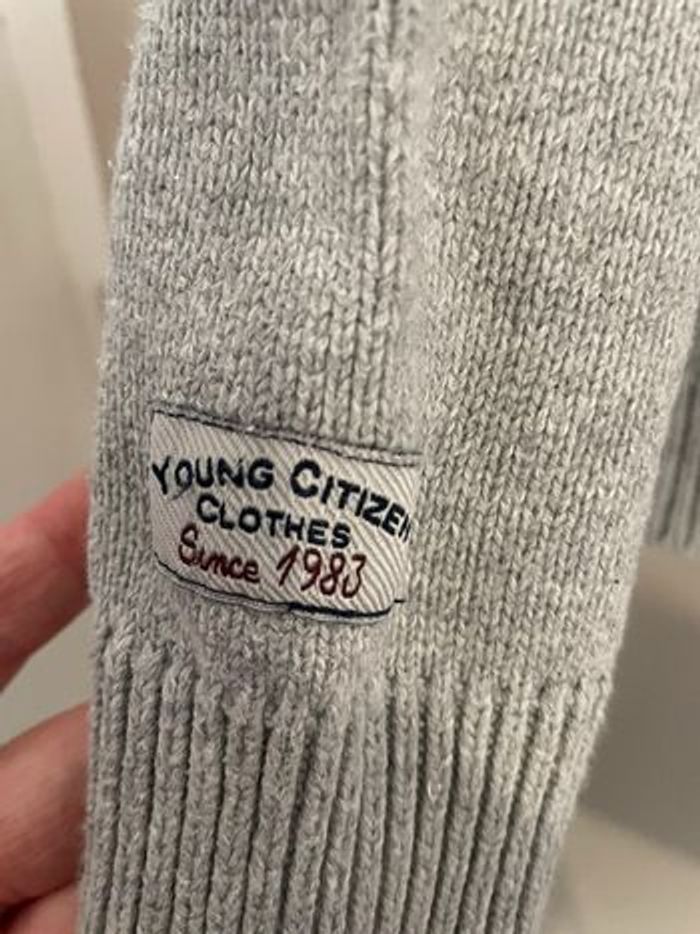 YOUNG CITIZEN
CLOTHES
Since 1983